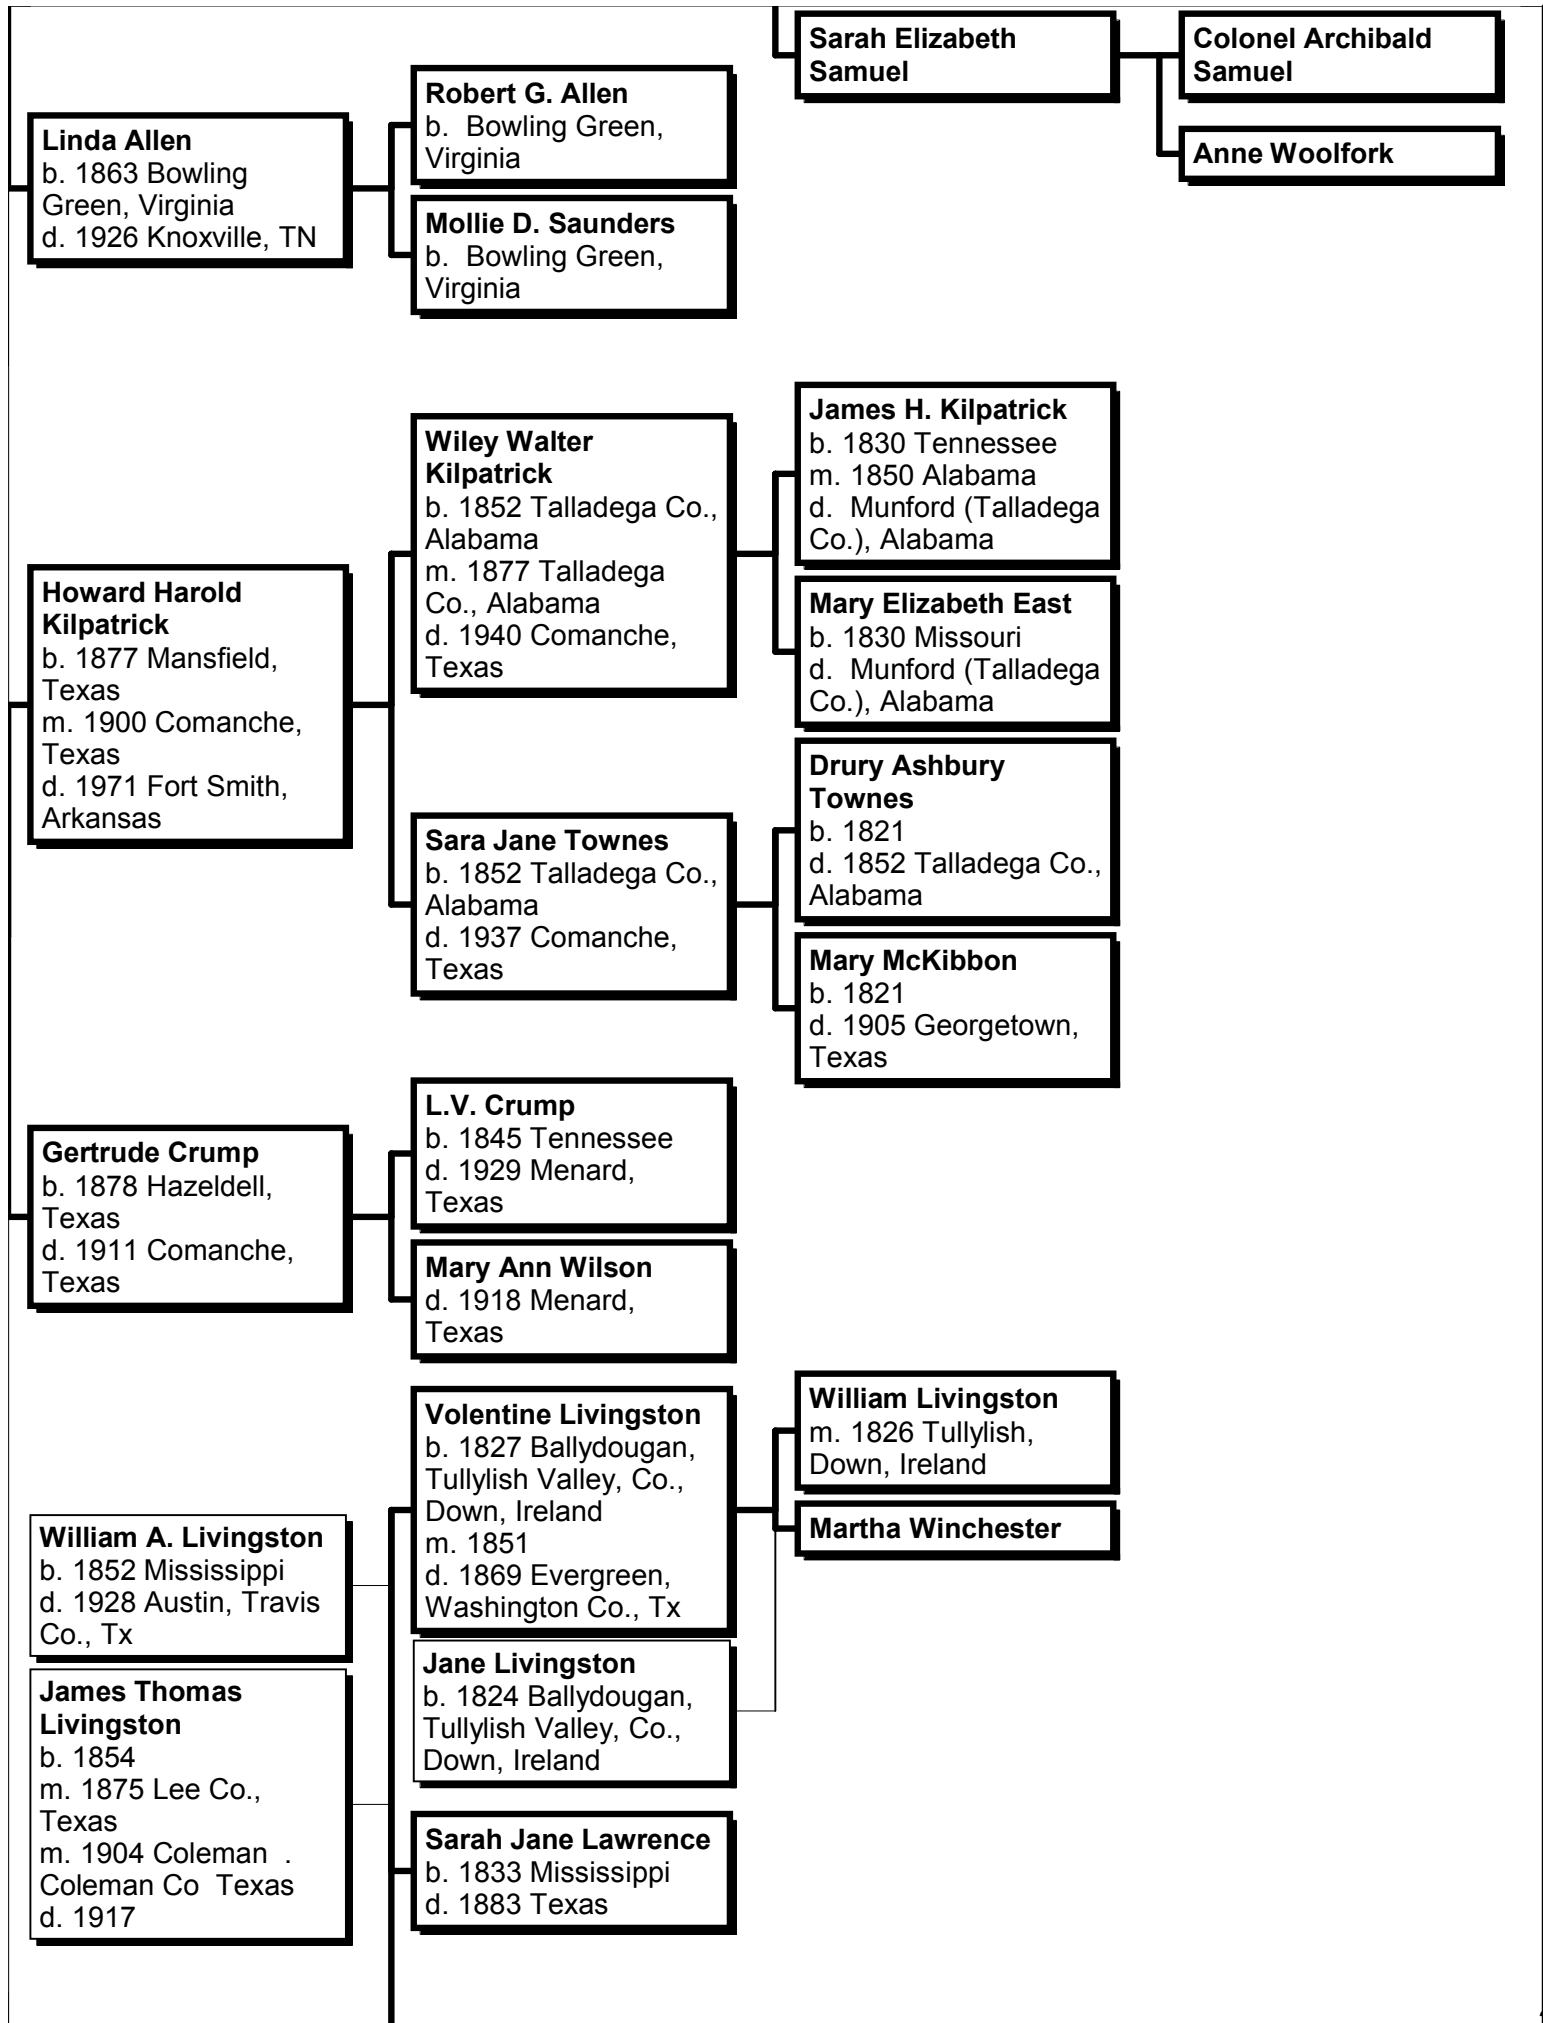 Sarah Elizabeth
Samuel
Colonel Archibald
Samuel
Anne Woolfork
Robert G. Allen
b.  Bowling Green,
Virginia
Linda Allen
b. 1863 Bowling
Green, Virginia
d. 1926 Knoxville, TN
Mollie D. Saunders
b.  Bowling Green,
Virginia
James H. Kilpatrick
b. 1830 Tennessee
m. 1850 Alabama
d.  Munford (Talladega
Co.), Alabama
Wiley Walter
Kilpatrick
b. 1852 Talladega Co.,
Alabama
m. 1877 Talladega
Co., Alabama
d. 1940 Comanche,
Texas
Howard Harold
Kilpatrick
b. 1877 Mansfield,
Texas
m. 1900 Comanche,
Texas
d. 1971 Fort Smith,
Arkansas
Mary Elizabeth East
b. 1830 Missouri
d.  Munford (Talladega
Co.), Alabama
Drury Ashbury
Townes
b. 1821
d. 1852 Talladega Co.,
Alabama
Sara Jane Townes
b. 1852 Talladega Co.,
Alabama
d. 1937 Comanche,
Texas
Mary McKibbon
b. 1821
d. 1905 Georgetown,
Texas
L.V. Crump
b. 1845 Tennessee
d. 1929 Menard,
Texas
Gertrude Crump
b. 1878 Hazeldell,
Texas
d. 1911 Comanche,
Texas
Mary Ann Wilson
d. 1918 Menard,
Texas
William Livingston
m. 1826 Tullylish,
Down, Ireland
Volentine Livingston
b. 1827 Ballydougan,
Tullylish Valley, Co.,
Down, Ireland
m. 1851
d. 1869 Evergreen,
Washington Co., Tx
Martha Winchester
William A. Livingston
b. 1852 Mississippi
d. 1928 Austin, Travis
Co., Tx
Jane Livingston
b. 1824 Ballydougan,
Tullylish Valley, Co.,
Down, Ireland
James Thomas
Livingston
b. 1854
m. 1875 Lee Co.,
Texas
m. 1904 Coleman  .
Coleman Co  Texas
d. 1917
Sarah Jane Lawrence
b. 1833 Mississippi
d. 1883 Texas